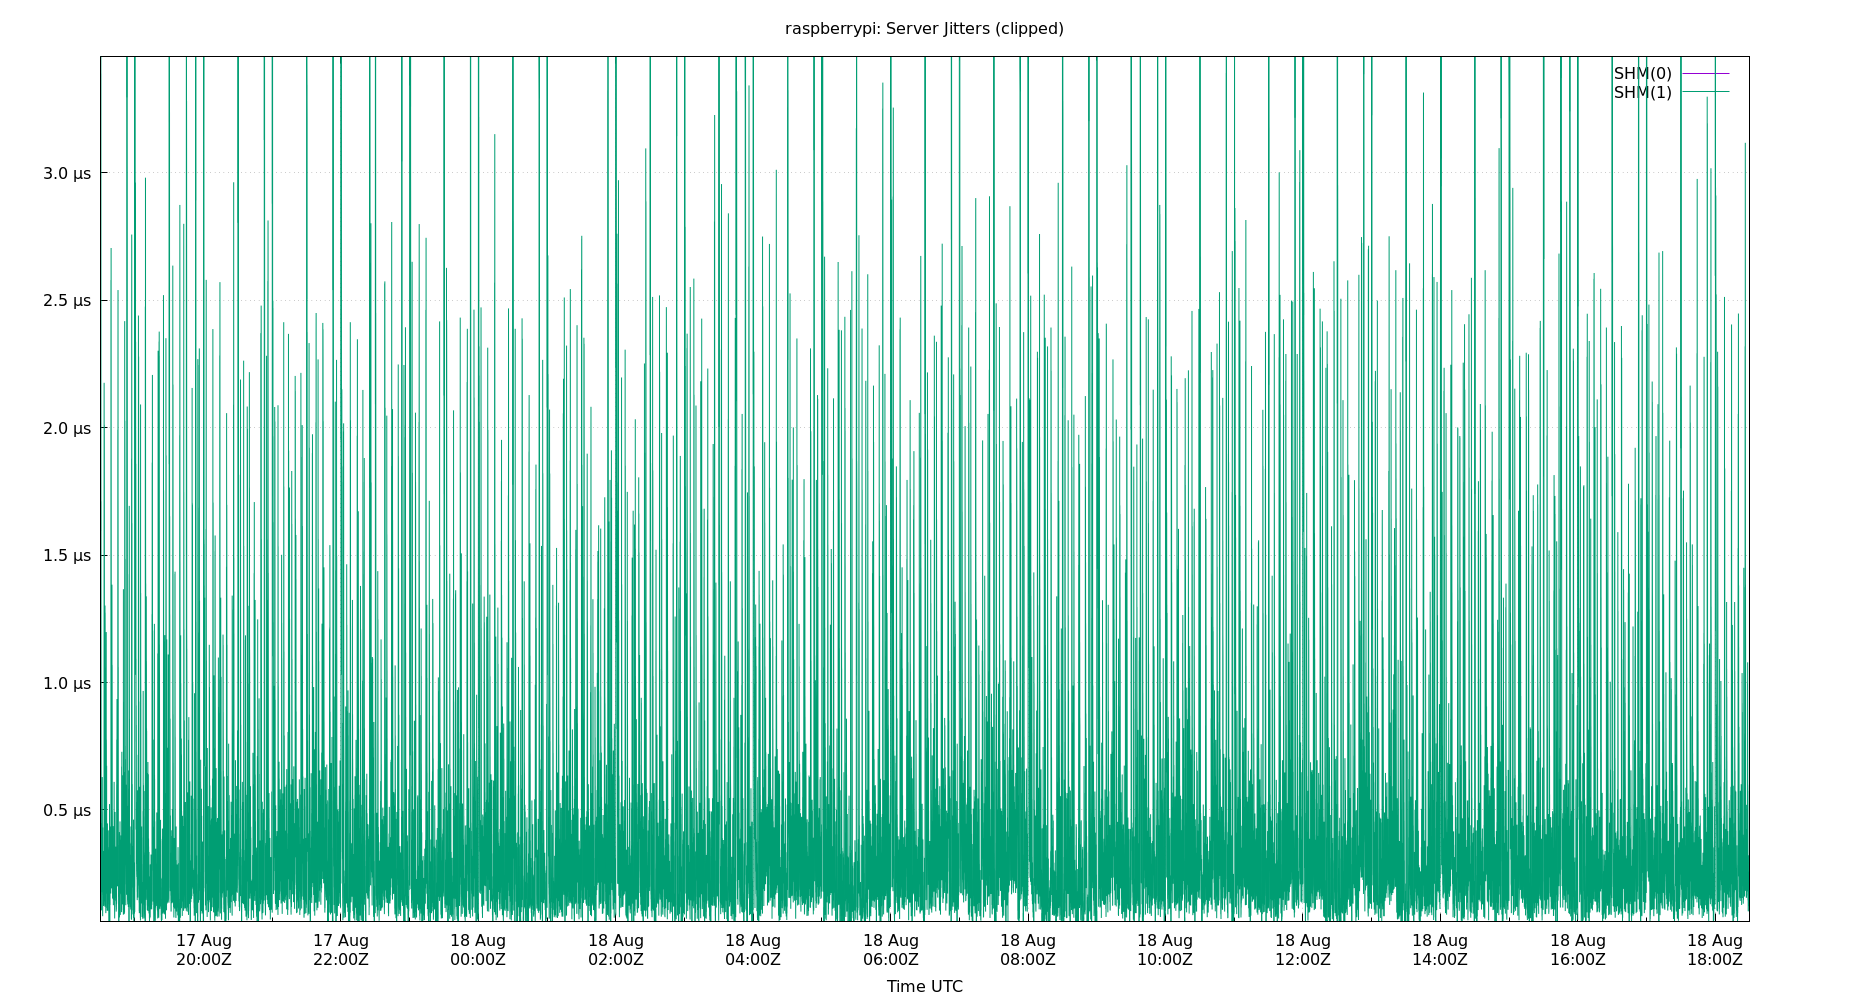 raspberrypi: Server Jitters (clipped)
SHM(0)
SHM(1)
3.0 µs
2.5 µs
2.0 µs
1.5 µs
1.0 µs
0.5 µs
17 Aug 17 Aug 18 Aug 18 Aug 18 Aug 18 Aug 18 Aug 18 Aug 18 Aug 18 Aug 18 Aug 18 Aug
20:00Z 22:00Z 00:00Z 02:00Z 04:00Z 06:00Z 08:00Z 10:00Z 12:00Z 14:00Z 16:00Z 18:00Z
Time UTC